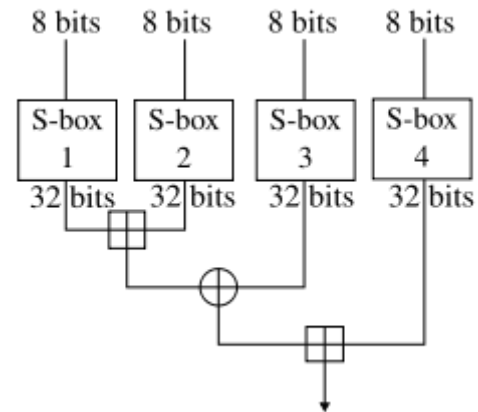 8 bits 8 bits 8 bits 8 bits
S-box S-box S-box S-box
1 2 3 4
32 bits 32 bits 32 bits 32 bits